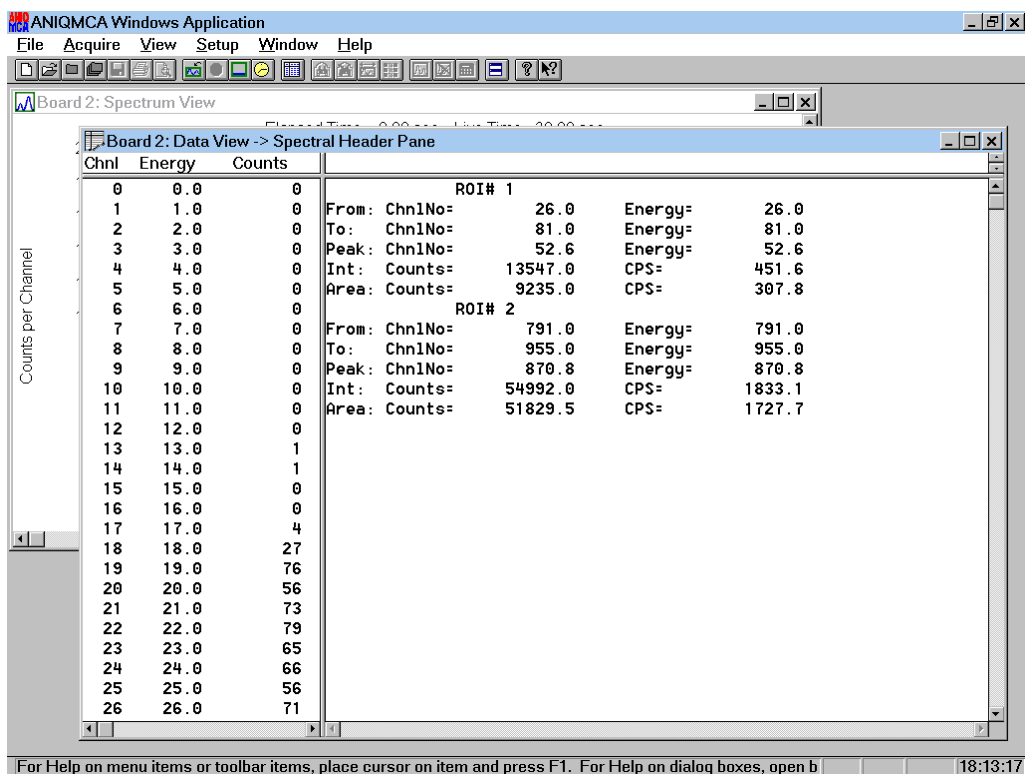 ANIQMCA Windows Application
File Acquire View Setup Window Help
Board 2: Spectrum View
Board 2: Data View -> Spectral Header Pane
Chnl Energy Counts
0 0.0 0 ROI# 1
1 1.0 0 From: ChnlNo= 26.0 Energy= 26.0
2 2.0 0 To: ChnlNo= 81.0 Energy= 81.0
3 3.0 0 Peak: ChnlNo= 52.6 Energy= 52.6
4 4.0 0 Int: Counts= 13547.0 CPS= 451.6
5 5.0 0 Area: Counts= 9235.0 CPS= 307.8
6 6.0 0 ROI# 2
7 7.0 0 From: ChnlNo= 791.0 Energy= 791.0
8 8.0 0 To: ChnlNo= 955.0 Energy= 955.0
9 9.0 0 Peak: ChnlNo= 870.8 Energy= 870.8
10 10.0 0 Int: Counts= 54992.0 CPS= 1833.1
11 11.0 0 Area: Counts= 51829.5 CPS= 1727.7
12 12.0 0
13 13.0 1
14 14.0 1
15 15.0 0
16 16.0 0
17 17.0 4
18 18.0 27
19 19.0 76
20 20.0 56
21 21.0 73
22 22.0 79
23 23.0 65
24 24.0 66
25 25.0 56
26 26.0 71
Counts per Channel
For Help on menu items or toolbar items, place cursor on item and press F1. For Help on dialog boxes, open b 18:13:17